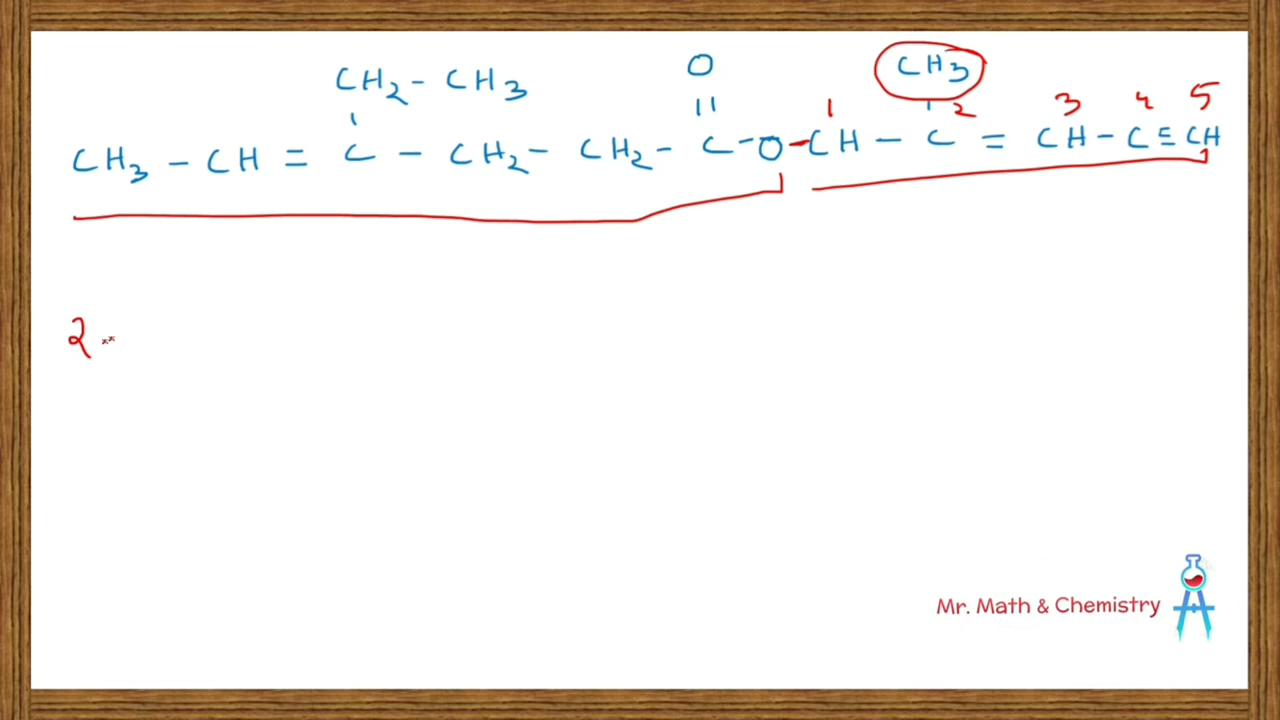 CH2 - CH3 O CH3
|| 1 2 3 4 5
CH3 - CH = C - CH2 - CH2 - C - O - CH - C = CH - C ≡ CH
2
Mr. Math & Chemistry